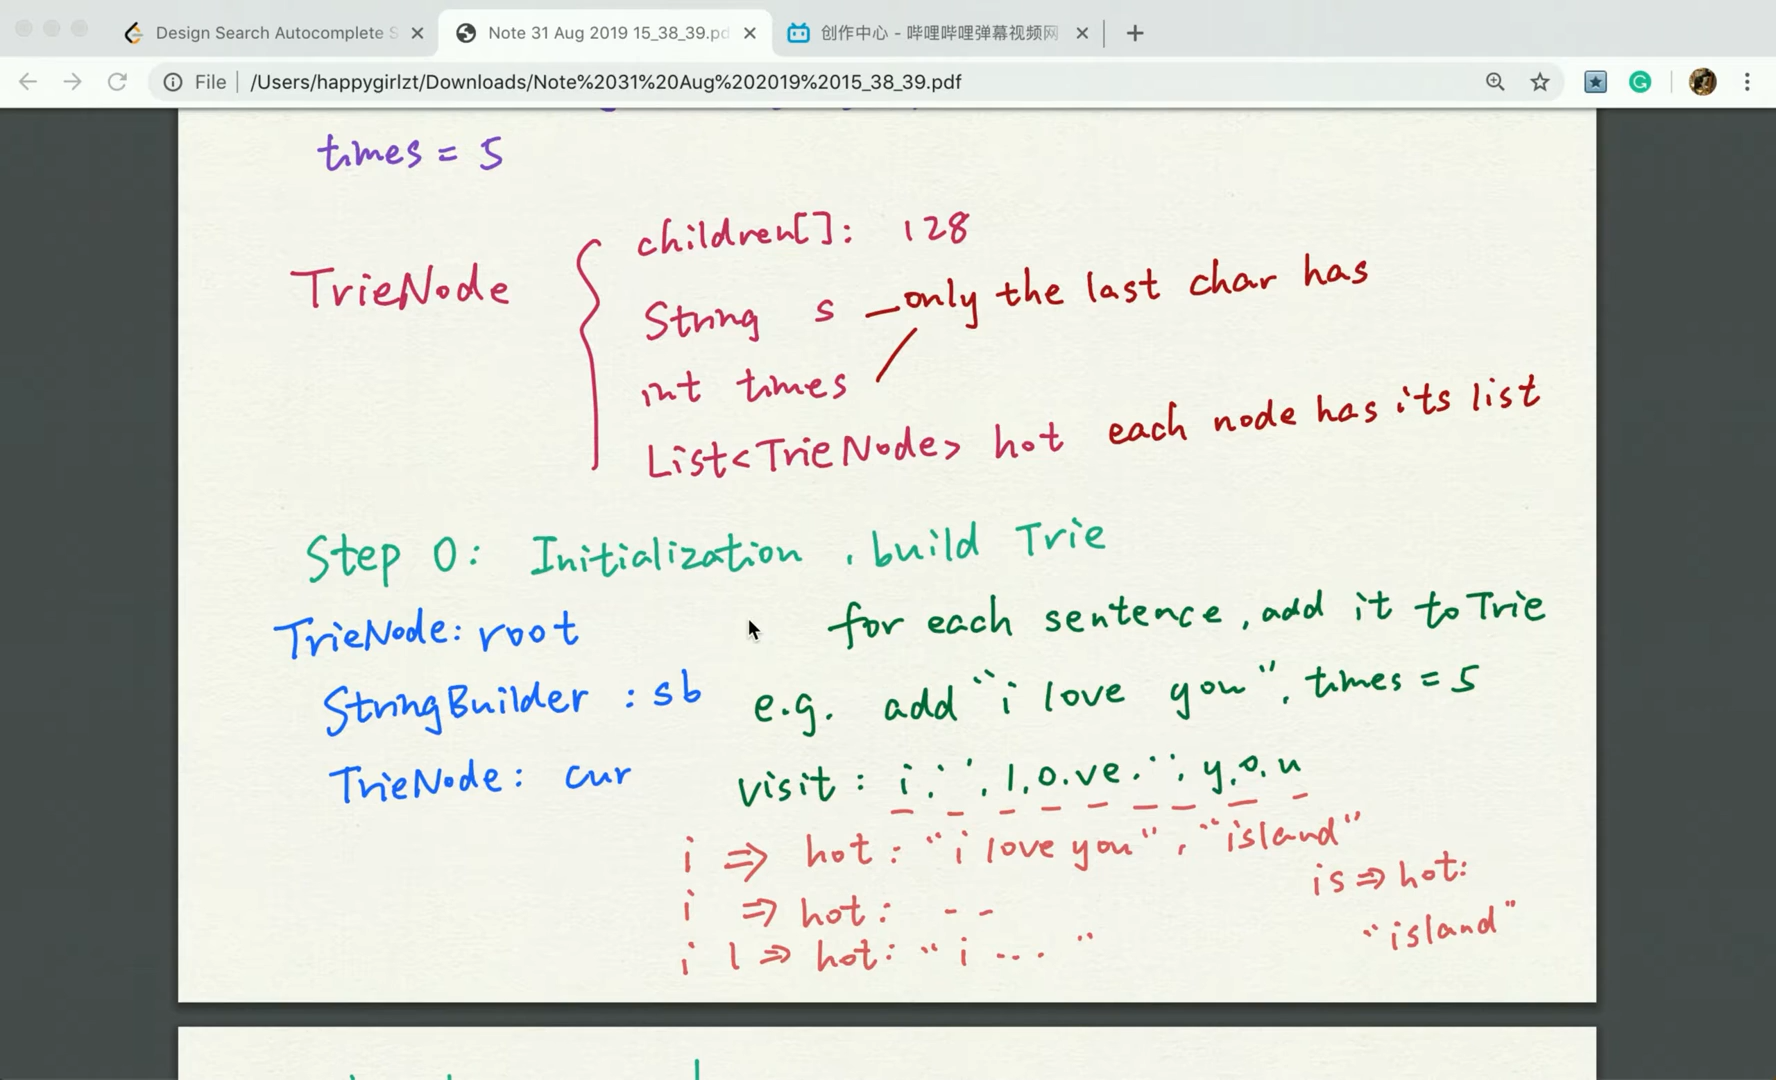 Design Search Autocomplete S
Note 31 Aug 2019 15_38_39.pd
创作中心 - 哔哩哔哩弹幕视频网
File
/Users/happygirlzt/Downloads/Note%2031%20Aug%202019%2015_38_39.pdf
times = 5
TrieNode
children[]: 128
String s — only the last char has
int times
List<TrieNode> hot each node has its list
Step 0: Initialization, build Trie
TrieNode: root
for each sentence, add it to Trie
StringBuilder : sb
e.g. add "i love you", times = 5
TrieNode: cur
visit: i, ' ', l, o, v e, ' ', y, o, u
i ⇒ hot: "i love you", "island"
is ⇒ hot:
"island"
i ⇒ hot: - -
i l ⇒ hot: "i ... "